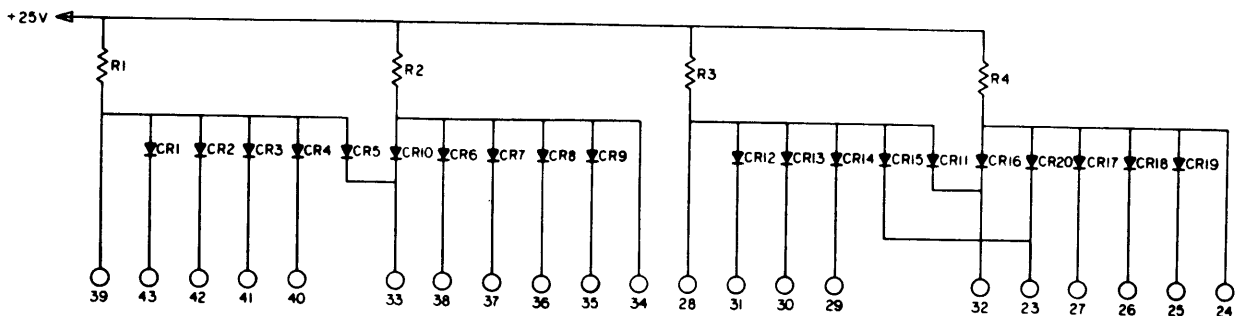 +25V
R1 R2 R3 R4
CR1 CR2 CR3 CR4 CR5 CR10 CR6 CR7 CR8 CR9 CR12 CR13 CR14 CR15 CR11 CR16 CR20 CR17 CR18 CR19
39 43 42 41 40 33 38 37 36 35 34 28 31 30 29 32 23 27 26 25 24